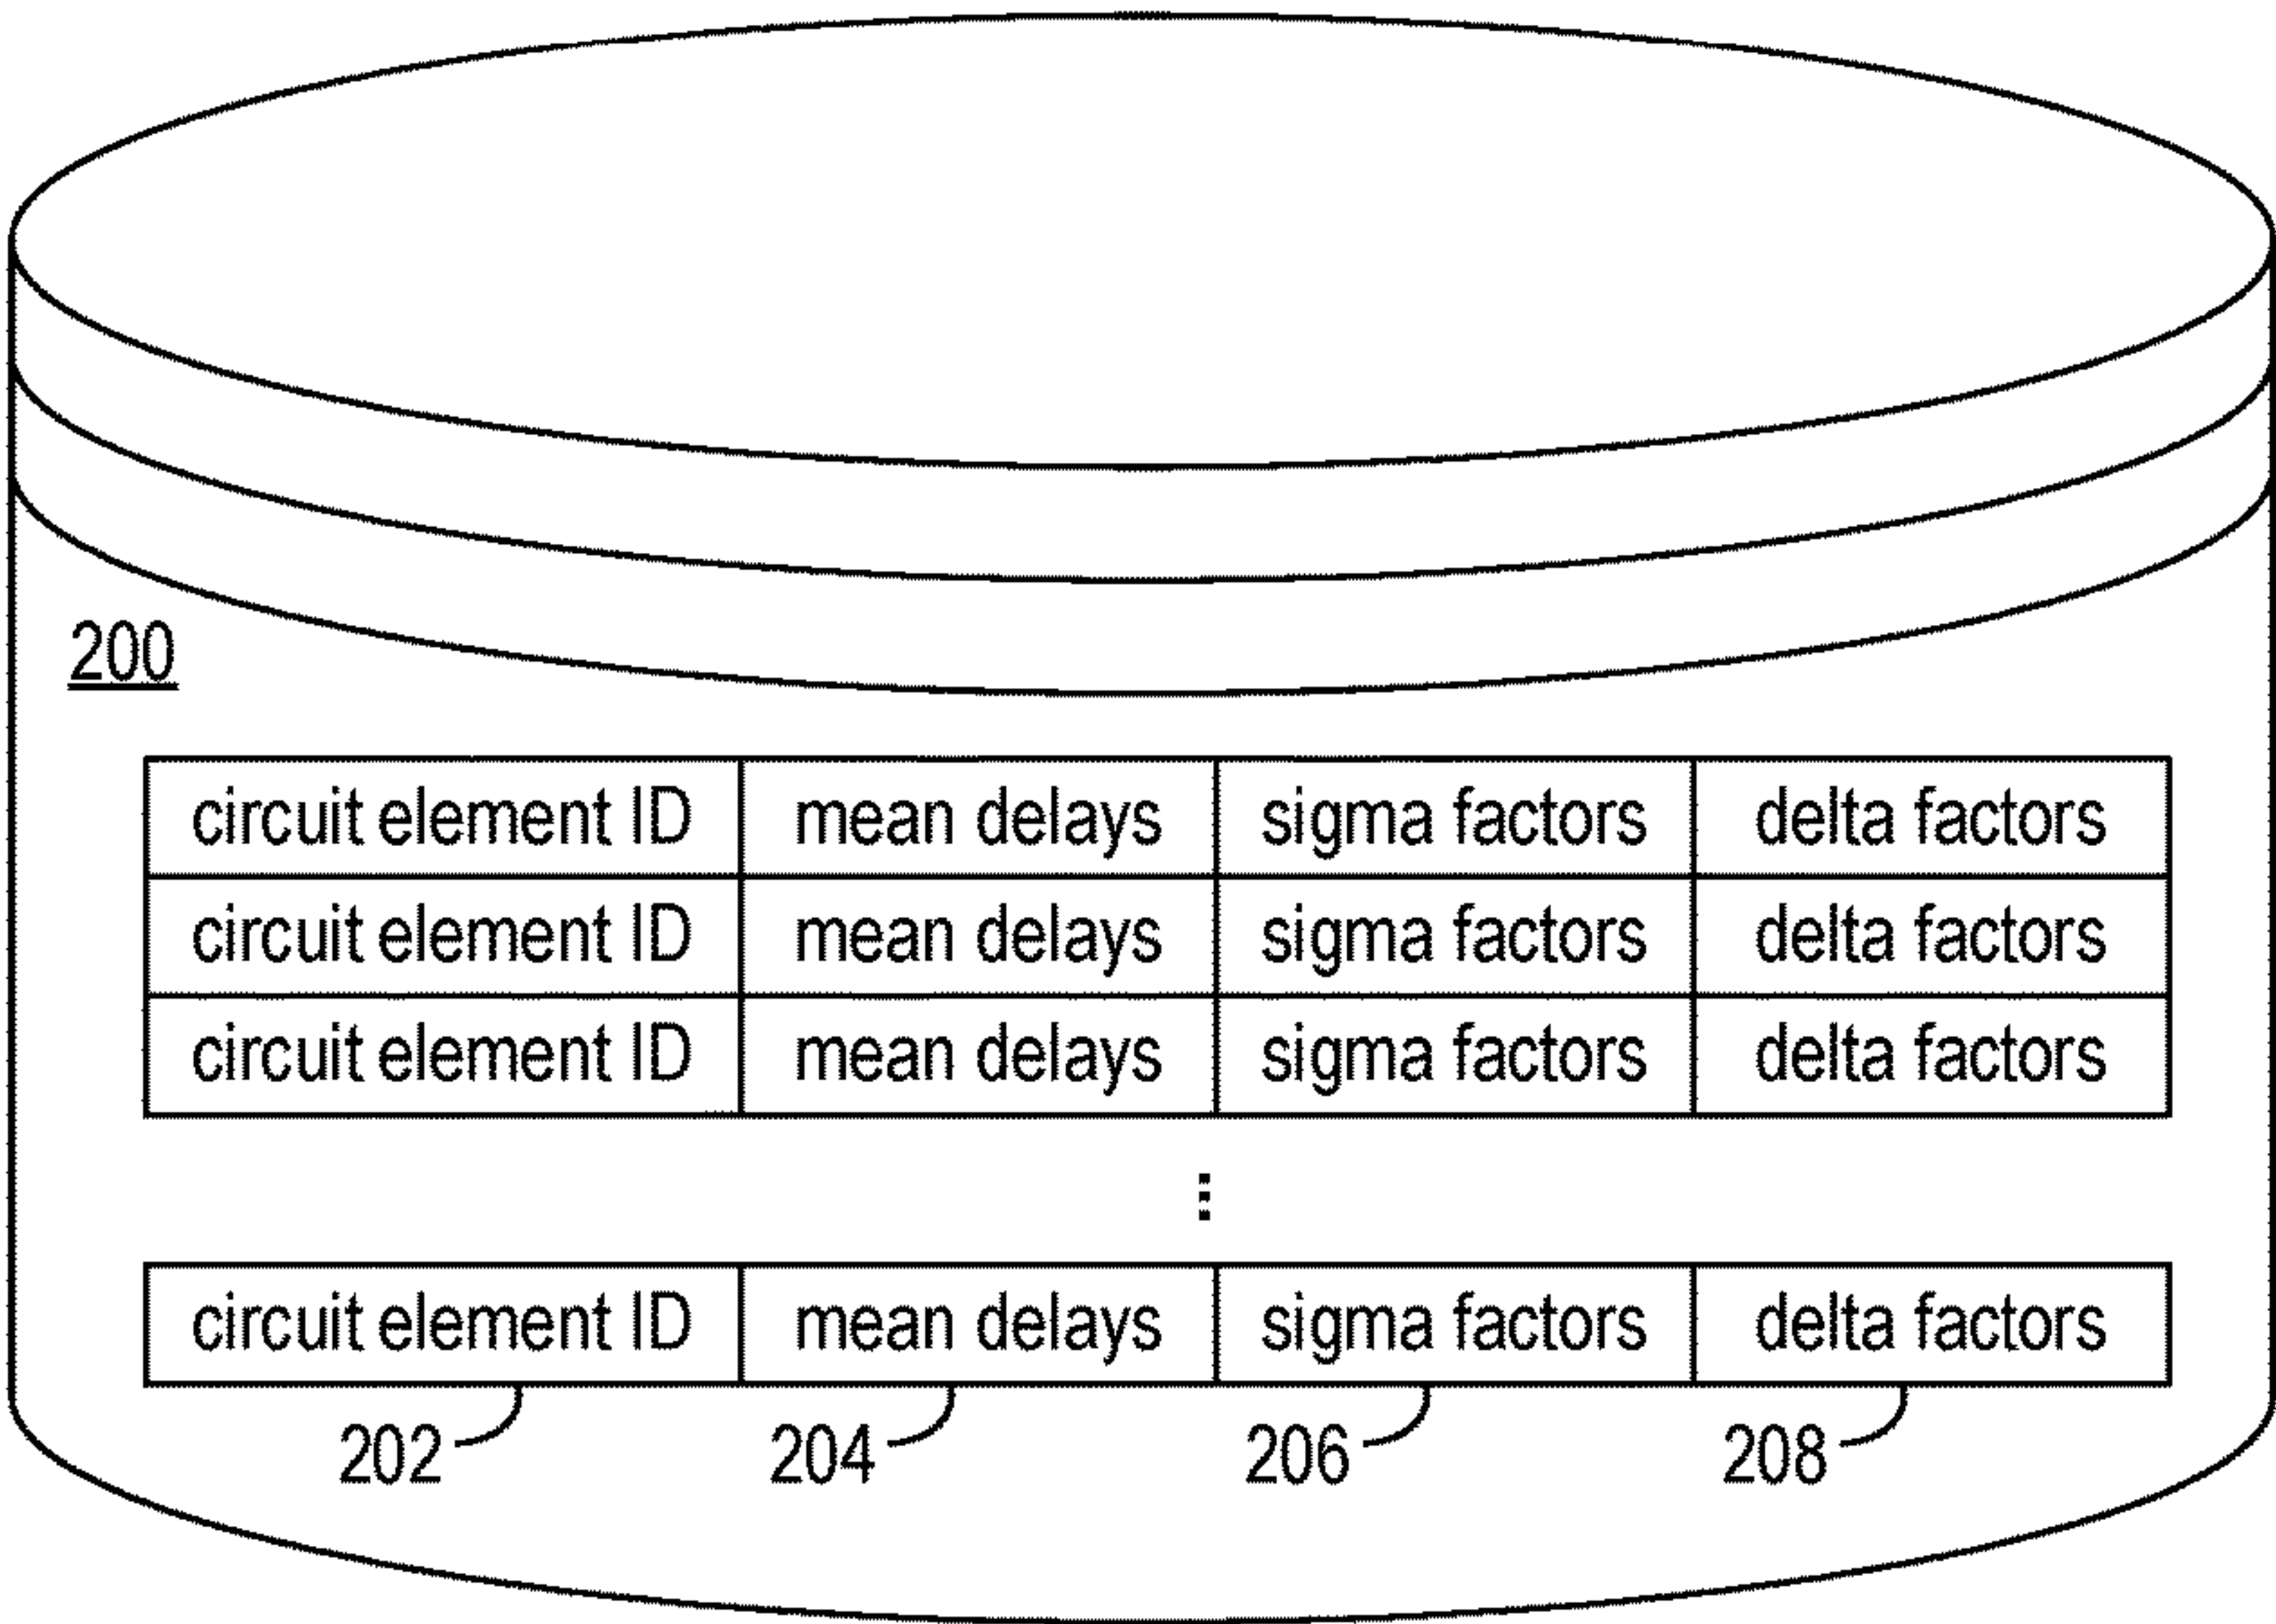 200
circuit element ID mean delays sigma factors delta factors
circuit element ID mean delays sigma factors delta factors
circuit element ID mean delays sigma factors delta factors
⋮
circuit element ID mean delays sigma factors delta factors
202 204 206 208